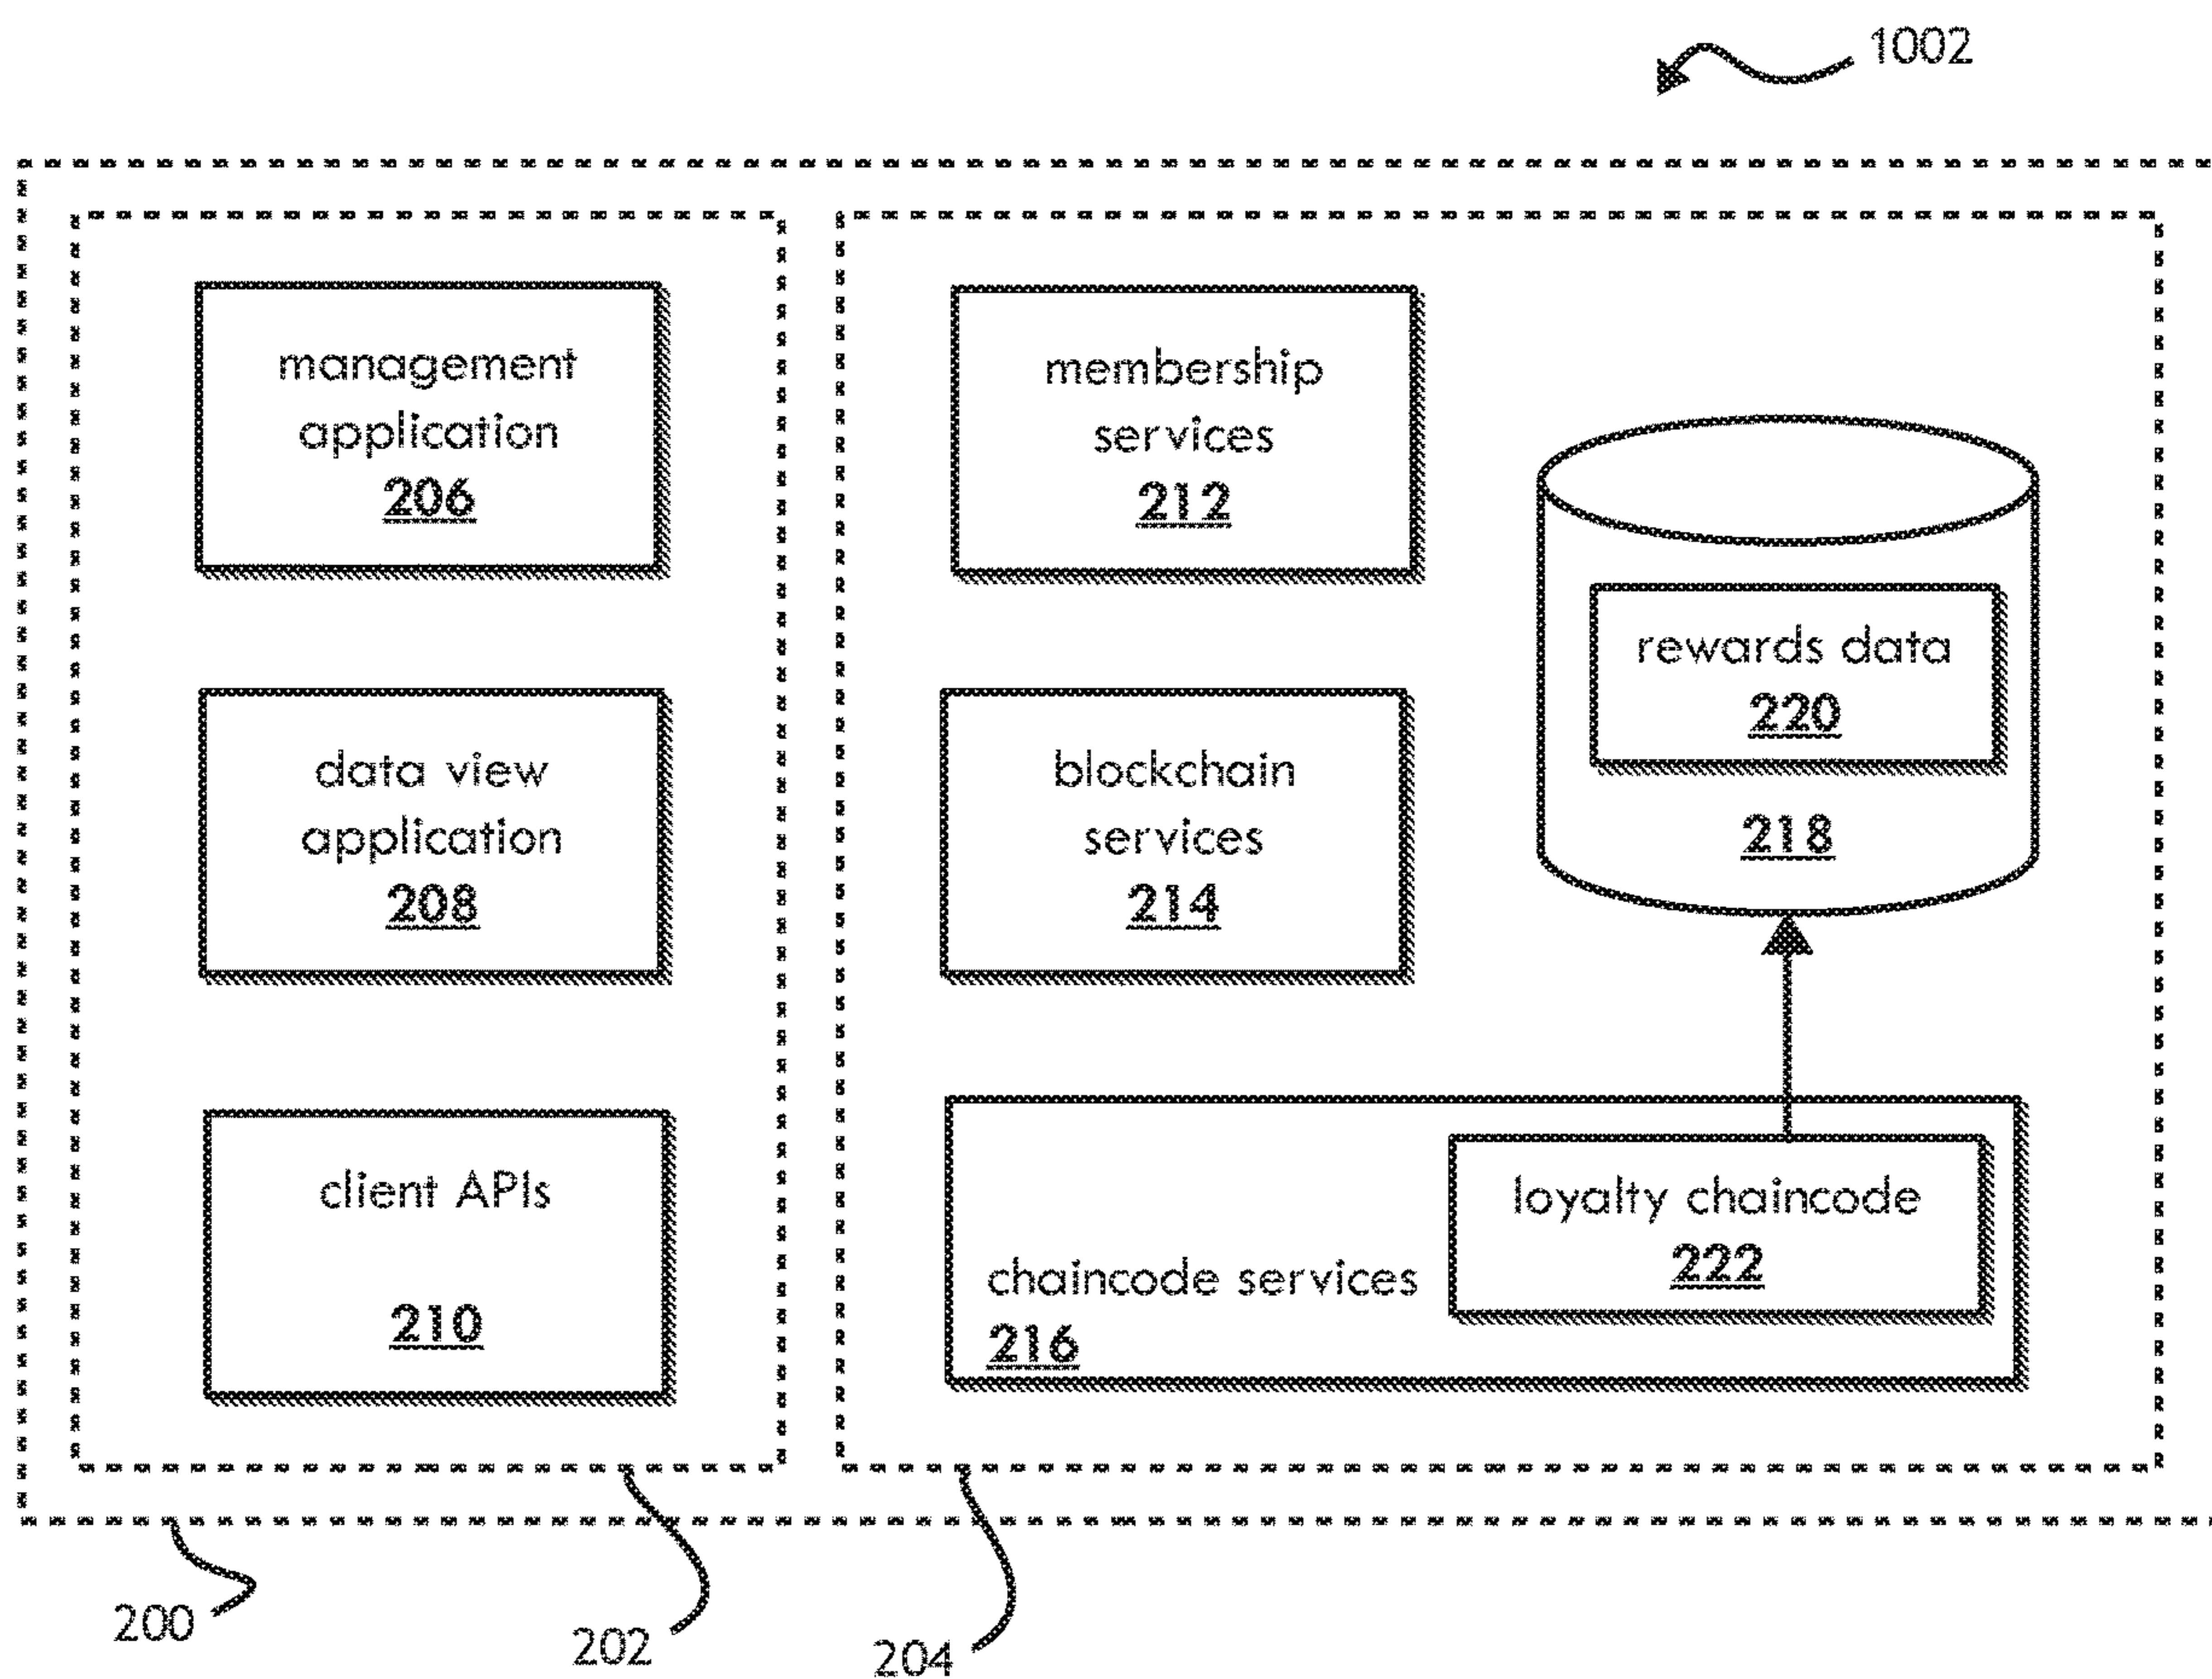 1002
management
application
206
data view
application
208
client APIs
210
membership
services
212
blockchain
services
214
rewards data
220
218
loyalty chaincode
222
chaincode services
216
200
202
204